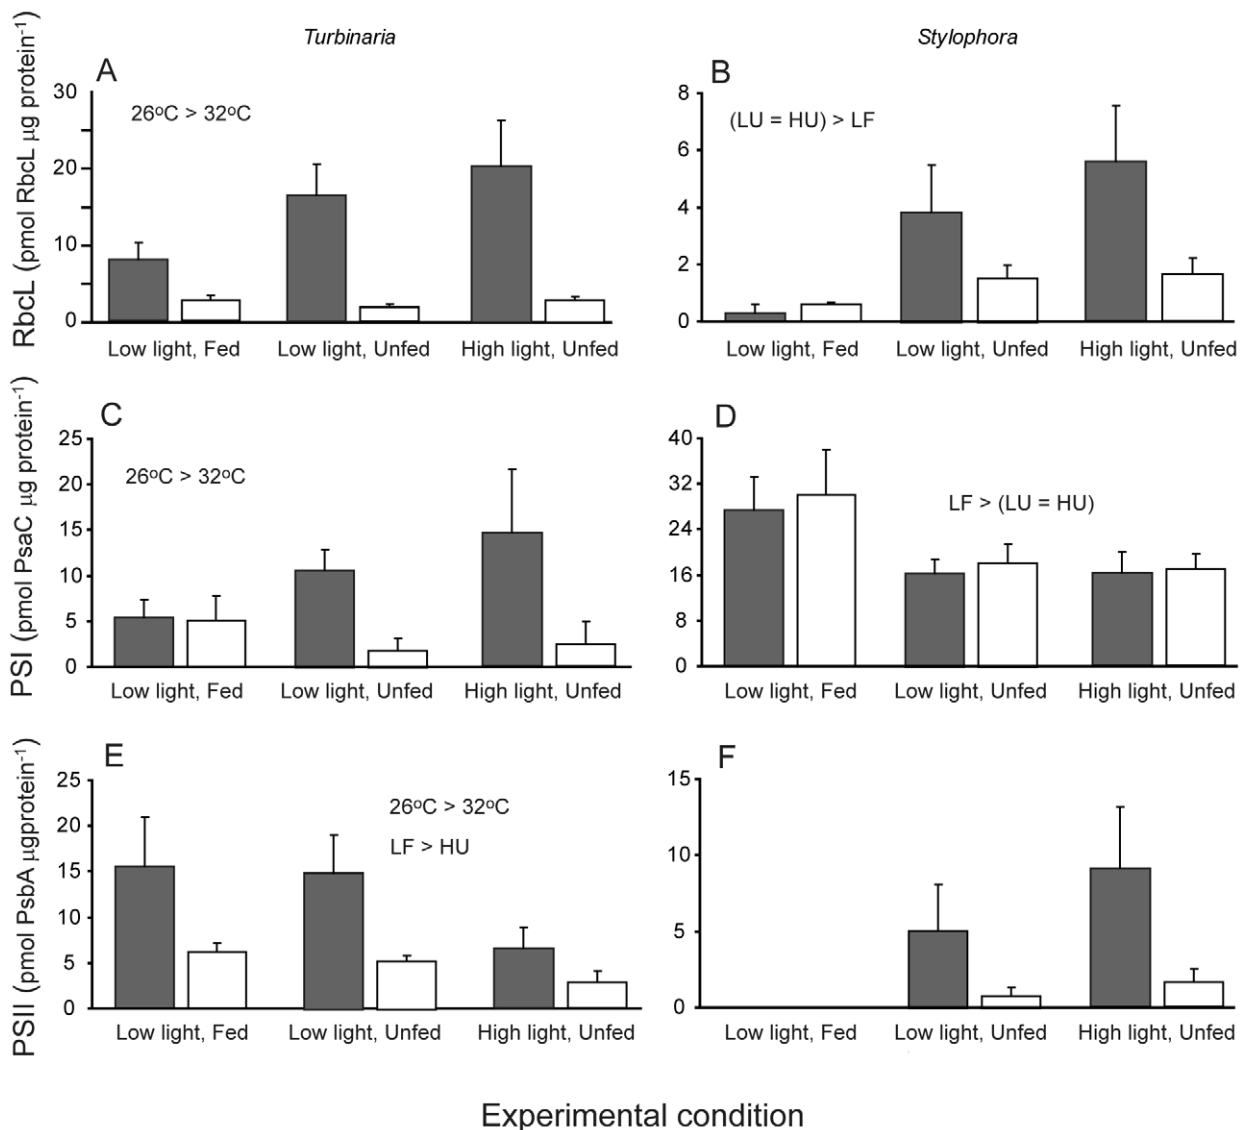 Turbinaria
Stylophora
RbcL (pmol RbcL µg protein⁻¹)
A
30
20
10
0
26°C > 32°C
Low light, Fed
Low light, Unfed
High light, Unfed
B
8
6
4
2
0
(LU = HU) > LF
Low light, Fed
Low light, Unfed
High light, Unfed
PSI (pmol PsaC µg protein⁻¹)
C
25
20
15
10
5
0
26°C > 32°C
Low light, Fed
Low light, Unfed
High light, Unfed
D
40
32
24
16
8
0
LF > (LU = HU)
Low light, Fed
Low light, Unfed
High light, Unfed
PSII (pmol PsbA µgprotein⁻¹)
E
25
20
15
10
5
0
26°C > 32°C
LF > HU
Low light, Fed
Low light, Unfed
High light, Unfed
F
15
10
5
0
Low light, Fed
Low light, Unfed
High light, Unfed
Experimental condition